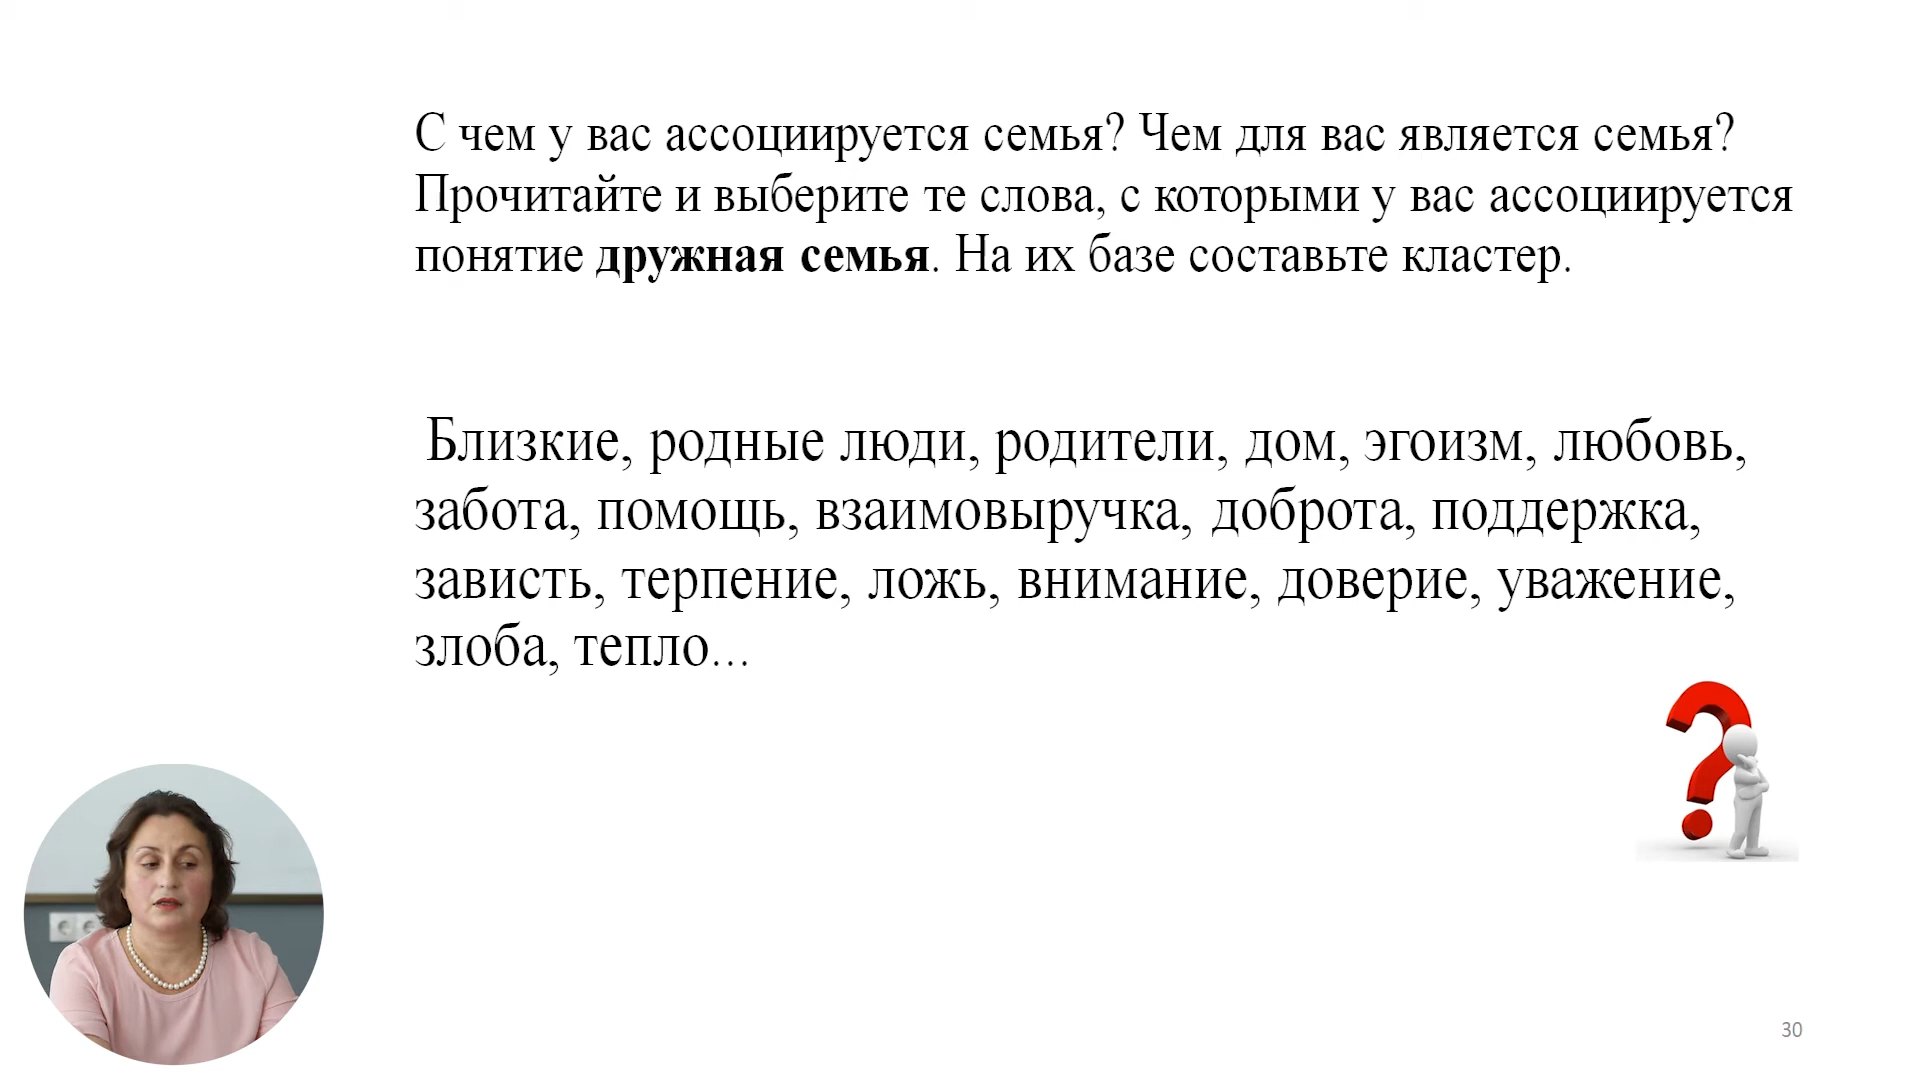 С чем у вас ассоциируется семья? Чем для вас является семья?
Прочитайте и выберите те слова, с которыми у вас ассоциируется
понятие дружная семья. На их базе составьте кластер.
Близкие, родные люди, родители, дом, эгоизм, любовь,
забота, помощь, взаимовыручка, доброта, поддержка,
зависть, терпение, ложь, внимание, доверие, уважение,
злоба, тепло...
30